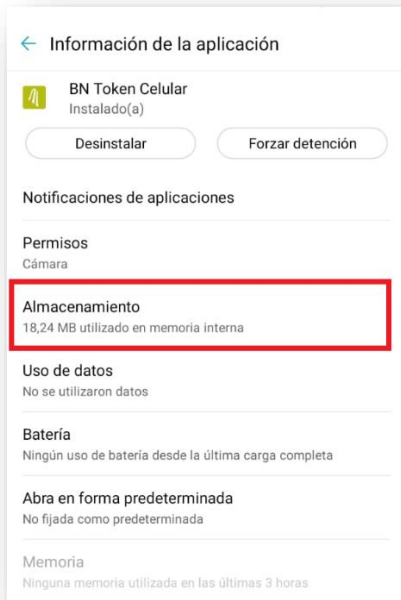 Información de la aplicación
BN Token Celular
Instalado(a)
Desinstalar
Forzar detención
Notificaciones de aplicaciones
Permisos
Cámara
Almacenamiento
18,24 MB utilizado en memoria interna
Uso de datos
No se utilizaron datos
Batería
Ningún uso de batería desde la última carga completa
Abra en forma predeterminada
No fijada como predeterminada
Memoria
Ninguna memoria utilizada en las últimas 3 horas